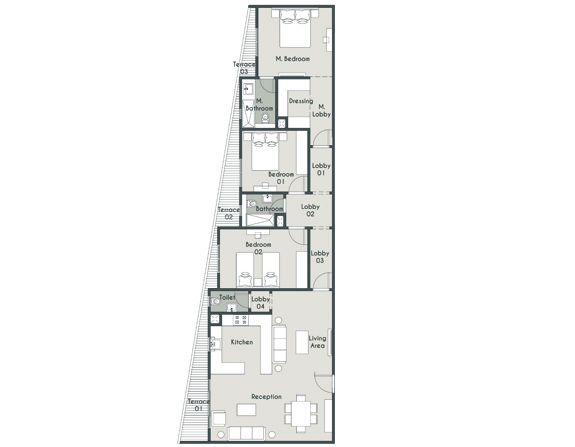 M. Bedroom
Terrace
03
Dressing
M.
Bathroom
M.
Lobby
Lobby
01
Bedroom
01
Bathroom
Lobby
02
Terrace
02
Bedroom
02
Lobby
03
Toilet
Lobby
04
Kitchen
Living
Area
Reception
Terrace
01